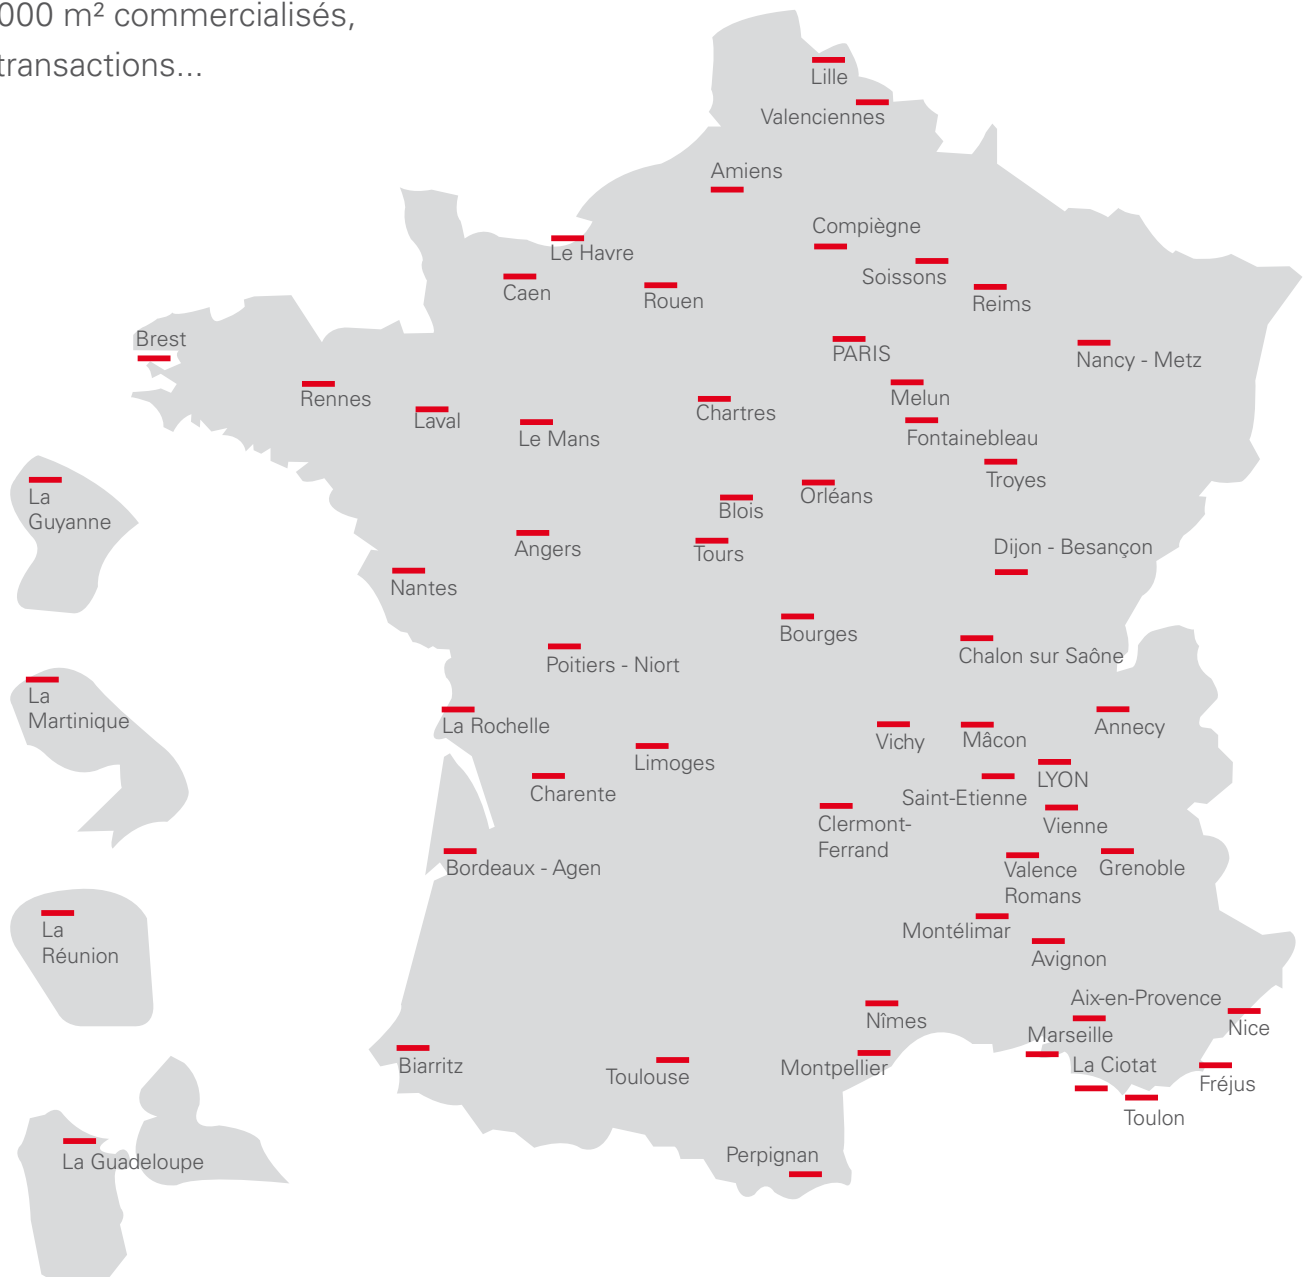 000 m² commercialisés,
transactions...
Lille
Valenciennes
Amiens
Compiègne
Le Havre
Soissons
Caen
Rouen
Reims
Brest
PARIS
Nancy - Metz
Rennes
Melun
Laval
Chartres
Le Mans
Fontainebleau
Troyes
La
Guyanne
Orléans
Blois
Angers
Tours
Dijon - Besançon
Nantes
Bourges
Chalon sur Saône
Poitiers - Niort
La
Martinique
La Rochelle
Annecy
Vichy
Mâcon
Limoges
LYON
Charente
Saint-Etienne
Clermont-
Ferrand
Vienne
Bordeaux - Agen
Valence
Romans
Grenoble
La
Réunion
Montélimar
Avignon
Aix-en-Provence
Nîmes
Nice
Marseille
Biarritz
Toulouse
Montpellier
La Ciotat
Fréjus
Toulon
Perpignan
La Guadeloupe